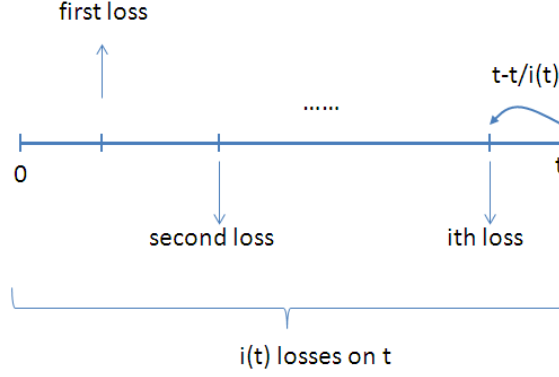 first loss
t-t/i(t)
......
0
t
second loss
ith loss
i(t) losses on t